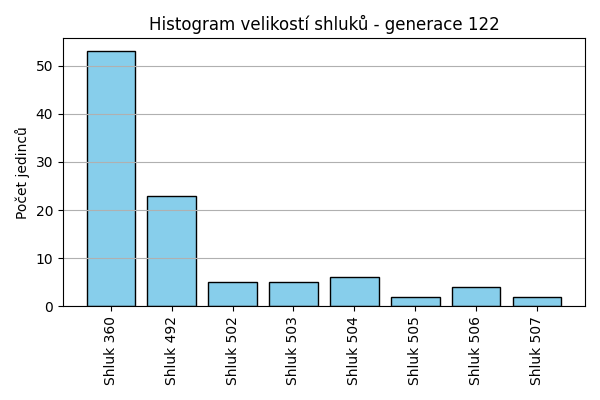 Histogram velikostí shluků - generace 122
Počet jedinců
50
40
30
20
10
0
Shluk 360
Shluk 492
Shluk 502
Shluk 503
Shluk 504
Shluk 505
Shluk 506
Shluk 507